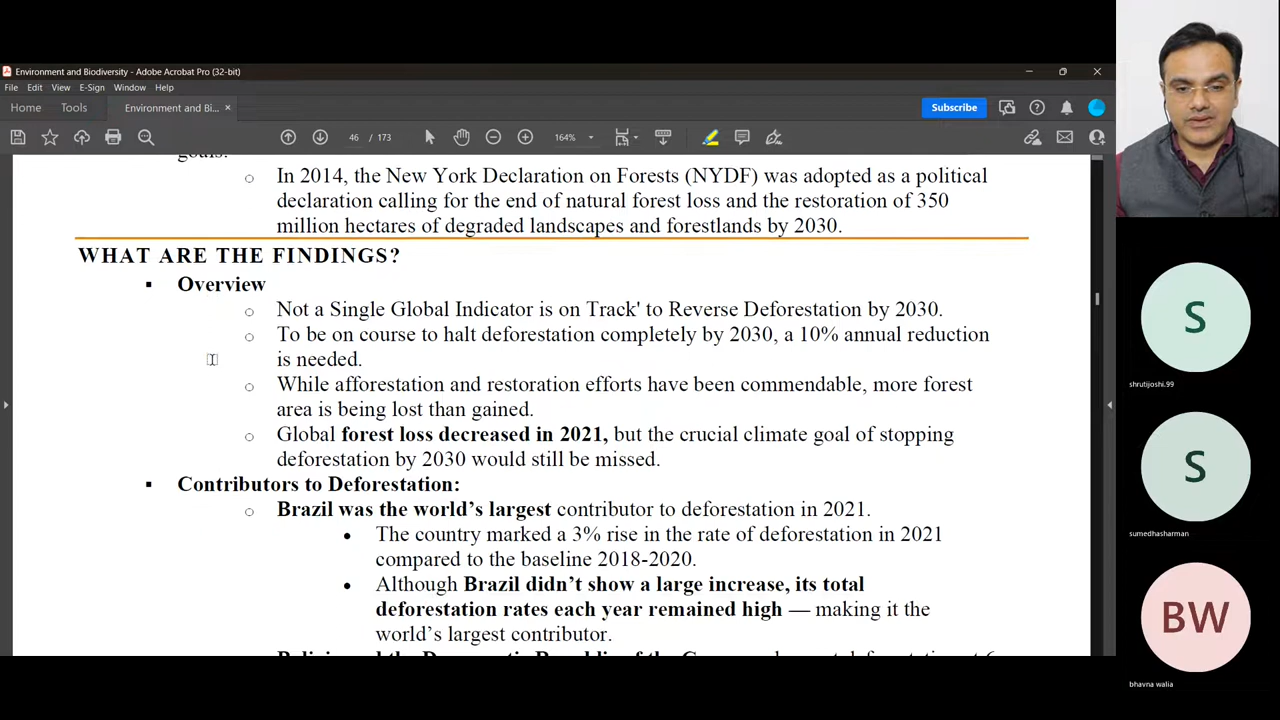 Environment and Biodiversity - Adobe Acrobat Pro (32-bit)
File Edit View E-Sign Window Help
Home Tools Environment and Bi... × Subscribe
46 / 173 164%
goals.
○ In 2014, the New York Declaration on Forests (NYDF) was adopted as a political
declaration calling for the end of natural forest loss and the restoration of 350
million hectares of degraded landscapes and forestlands by 2030.
WHAT ARE THE FINDINGS?
▪ Overview
○ Not a Single Global Indicator is on Track' to Reverse Deforestation by 2030.
○ To be on course to halt deforestation completely by 2030, a 10% annual reduction
is needed.
○ While afforestation and restoration efforts have been commendable, more forest
area is being lost than gained.
○ Global forest loss decreased in 2021, but the crucial climate goal of stopping
deforestation by 2030 would still be missed.
▪ Contributors to Deforestation:
○ Brazil was the world’s largest contributor to deforestation in 2021.
• The country marked a 3% rise in the rate of deforestation in 2021
compared to the baseline 2018-2020.
• Although Brazil didn’t show a large increase, its total
deforestation rates each year remained high — making it the
world’s largest contributor.
S
shrutijoshi.99
S
sumedhasharman
BW
bhavna walia